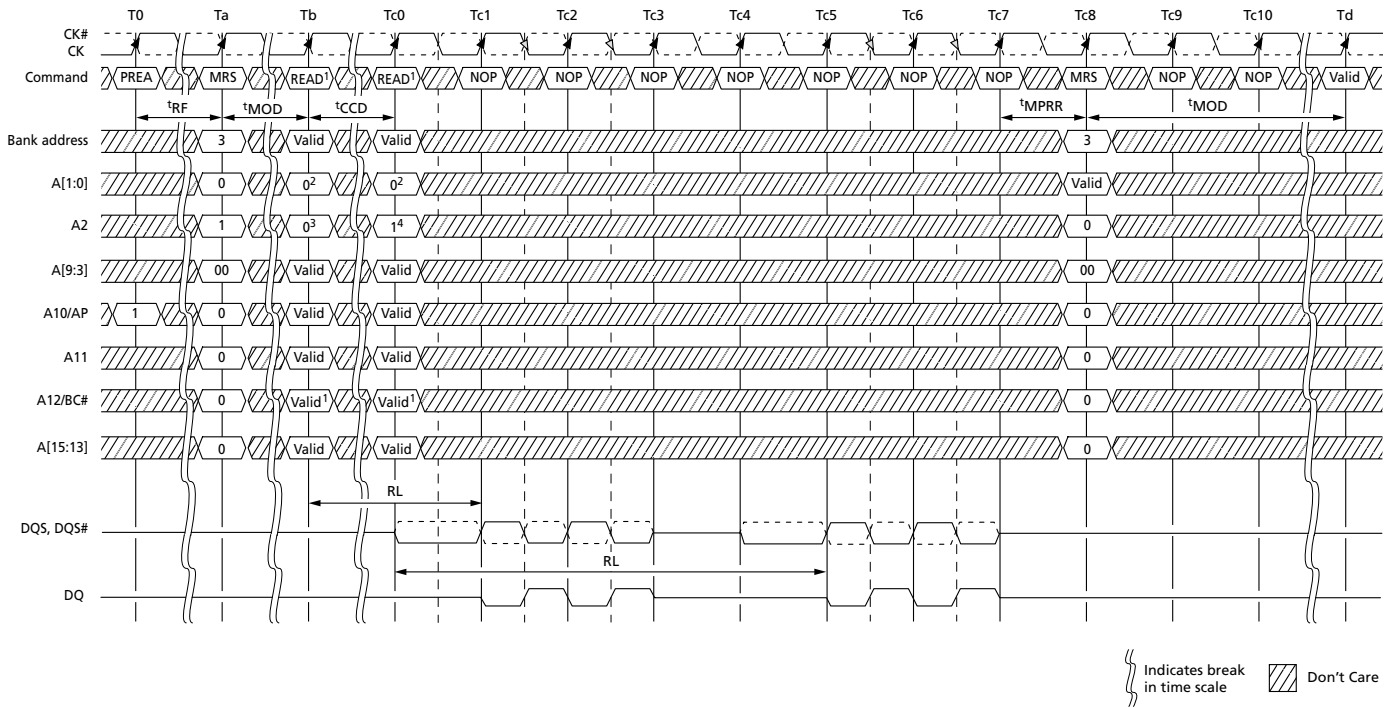 T0 Ta Tb Tc0 Tc1 Tc2 Tc3 Tc4 Tc5 Tc6 Tc7 Tc8 Tc9 Tc10 Td
CK#
CK
Command PREA MRS READ1 READ1 NOP NOP NOP NOP NOP NOP NOP MRS NOP NOP Valid
tRF tMOD tCCD tMPRR tMOD
Bank address 3 Valid Valid 3
A[1:0] 0 0² 0² Valid
A2 1 0³ 1⁴ 0
A[9:3] 00 Valid Valid 00
A10/AP 1 0 Valid Valid 0
A11 0 Valid Valid 0
A12/BC# 0 Valid1 Valid1 0
A[15:13] 0 Valid Valid 0
RL
DQS, DQS#
RL
DQ
Indicates break
in time scale
Don't Care